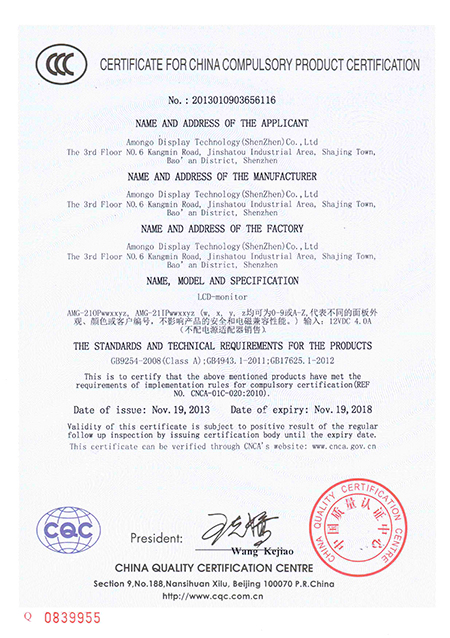 CCC
CERTIFICATE FOR CHINA COMPULSORY PRODUCT CERTIFICATION
No.: 2013010903656116
NAME AND ADDRESS OF THE APPLICANT
Amongo Display Technology(ShenZhen)Co.,Ltd
The 3rd Floor NO.6 Kangmin Road, Jinshatou Industrial Area, Shajing Town,
Bao'an District, Shenzhen
NAME AND ADDRESS OF THE MANUFACTURER
Amongo Display Technology(ShenZhen)Co.,Ltd
The 3rd Floor NO.6 Kangmin Road, Jinshatou Industrial Area, Shajing Town,
Bao'an District, Shenzhen
NAME AND ADDRESS OF THE FACTORY
Amongo Display Technology(ShenZhen)Co.,Ltd
The 3rd Floor NO.6 Kangmin Road, Jinshatou Industrial Area, Shajing Town,
Bao'an District, Shenzhen
NAME, MODEL AND SPECIFICATION
LCD-monitor
AMG-210Pwwxxyz, AMG-21IPwwxxyz (w, x, y, z均可为0-9或A-Z,代表不同的面板外
观、颜色或客户编号，不影响产品的安全和电磁兼容性能。) 输入: 12VDC 4.0A
(不配电源适配器销售)
THE STANDARDS AND TECHNICAL REQUIREMENTS FOR THE PRODUCTS
GB9254-2008(Class A);GB4943.1-2011;GB17625.1-2012
This is to certify that the above mentioned products have met the
requirements of implementation rules for compulsory certification(REF
NO. CNCA-01C-020:2010).
Date of issue: Nov.19,2013 Date of expiry: Nov.19,2018
Validity of this certificate is subject to positive result of the regular
follow up inspection by issuing certification body until the expiry date.
This certificate can be verified through CNCA's website: www.cnca.gov.cn
CQC
President:
Wang Kejiao
CHINA QUALITY CERTIFICATION CENTRE
中国质量认证中心
CHINA QUALITY CERTIFICATION CENTRE
Section 9,No.188,Nansihuan Xilu, Beijing 100070 P.R.China
http://www.cqc.com.cn
Q 0839955